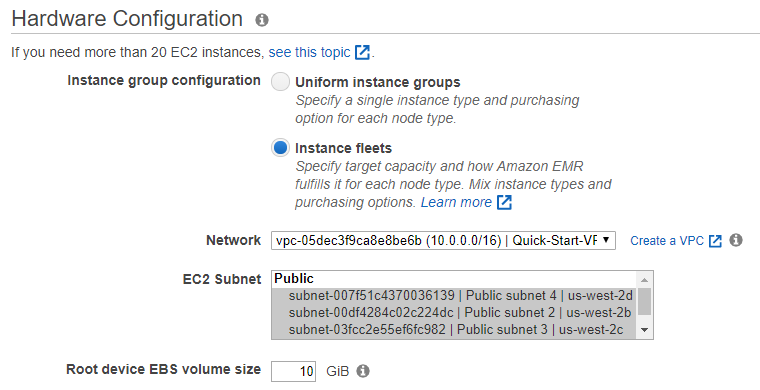 Hardware Configuration
If you need more than 20 EC2 instances, see this topic.
Instance group configuration
Uniform instance groups
Specify a single instance type and purchasing
option for each node type.
Instance fleets
Specify target capacity and how Amazon EMR
fulfills it for each node type. Mix instance types and
purchasing options. Learn more
Network vpc-05dec3f9ca8e8be6b (10.0.0.0/16) | Quick-Start-VP Create a VPC
EC2 Subnet Public
subnet-007f51c4370036139 | Public subnet 4 | us-west-2d
subnet-00df4284c02c224dc | Public subnet 2 | us-west-2b
subnet-03fcc2e55ef6fc982 | Public subnet 3 | us-west-2c
Root device EBS volume size 10 GiB